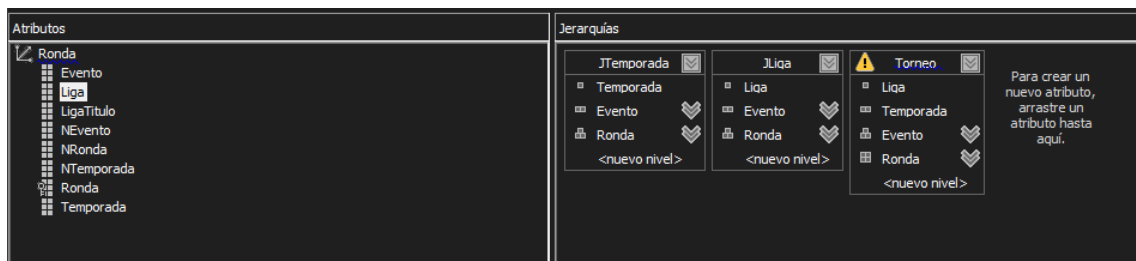 Atributos
Ronda
Evento
Liga
LigaTitulo
NEvento
NRonda
NTemporada
Ronda
Temporada
Jerarquías
JTemporada
Temporada
Evento
Ronda
<nuevo nivel>
JLiga
Liga
Evento
Ronda
<nuevo nivel>
Torneo
Liga
Temporada
Evento
Ronda
<nuevo nivel>
Para crear un
nuevo atributo,
arrastre un
atributo hasta
aquí.